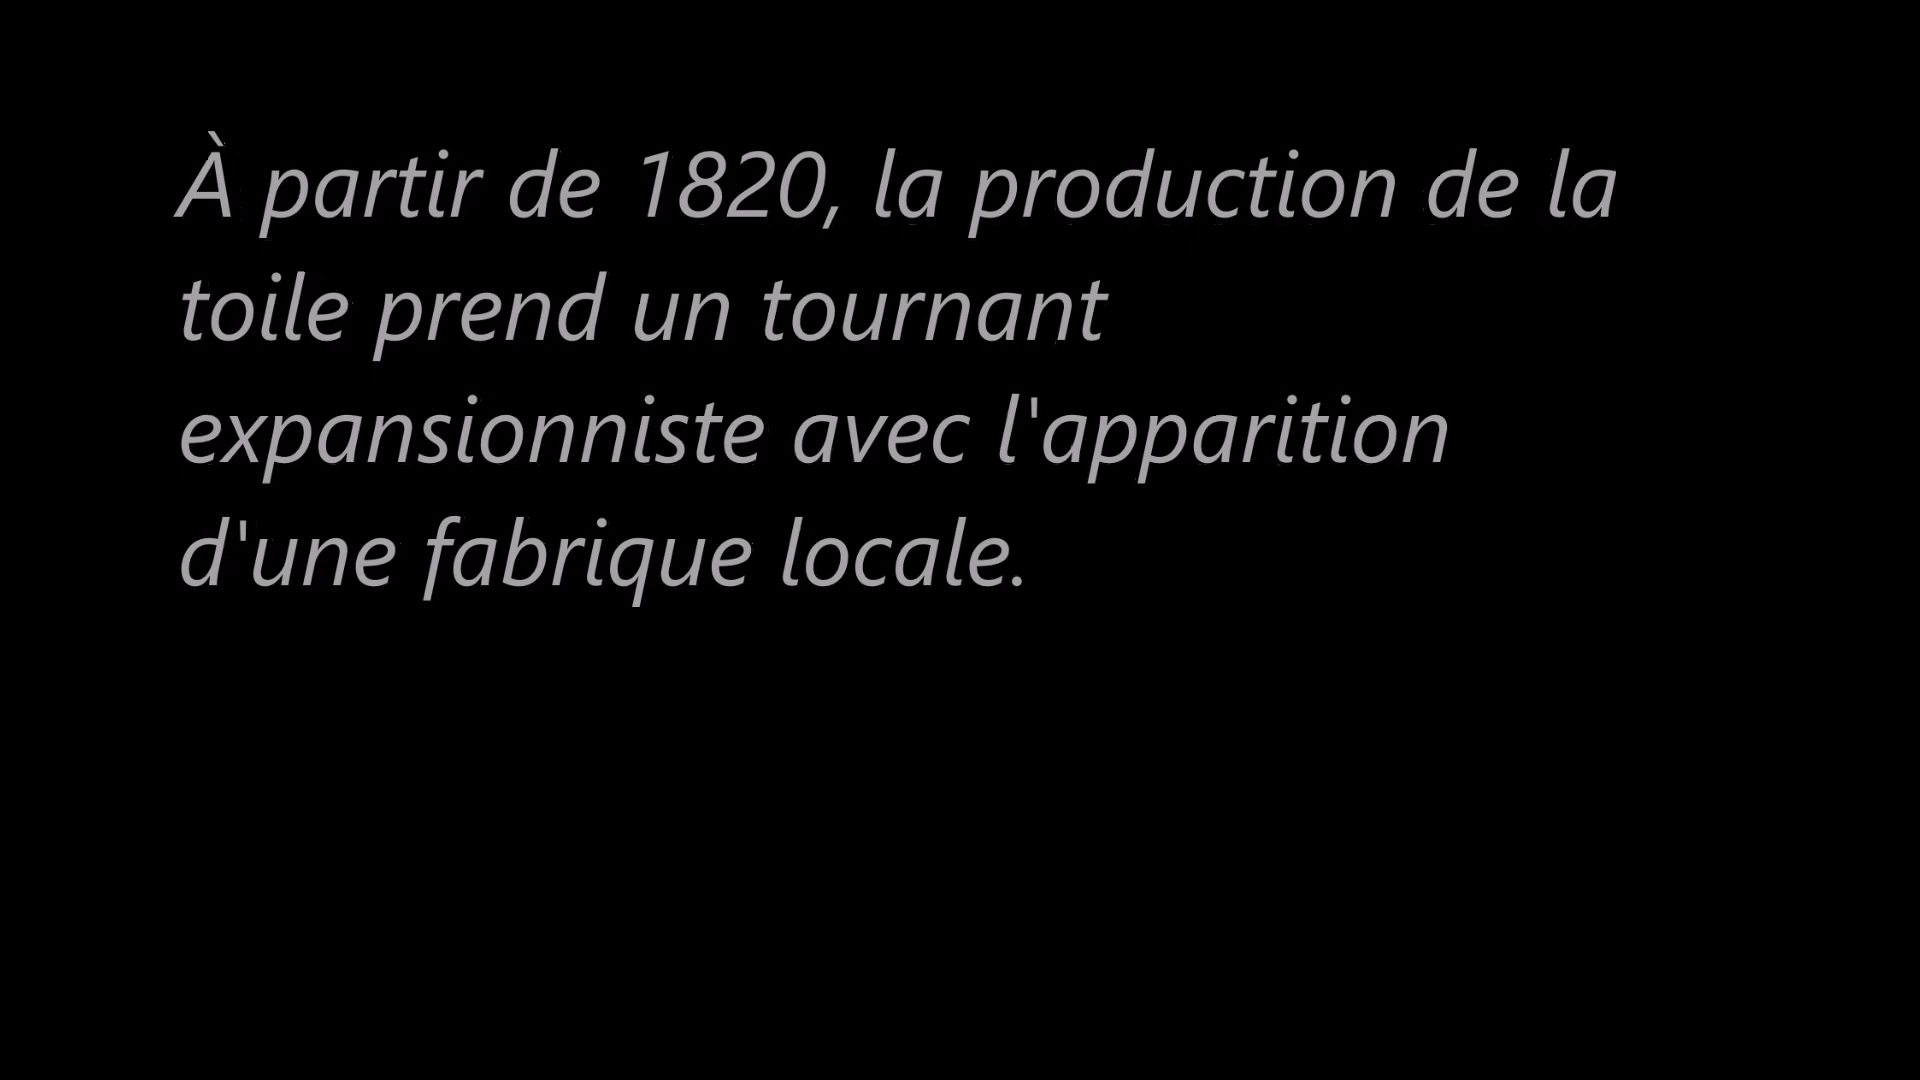 À partir de 1820, la production de la
toile prend un tournant
expansionniste avec l'apparition
d'une fabrique locale.